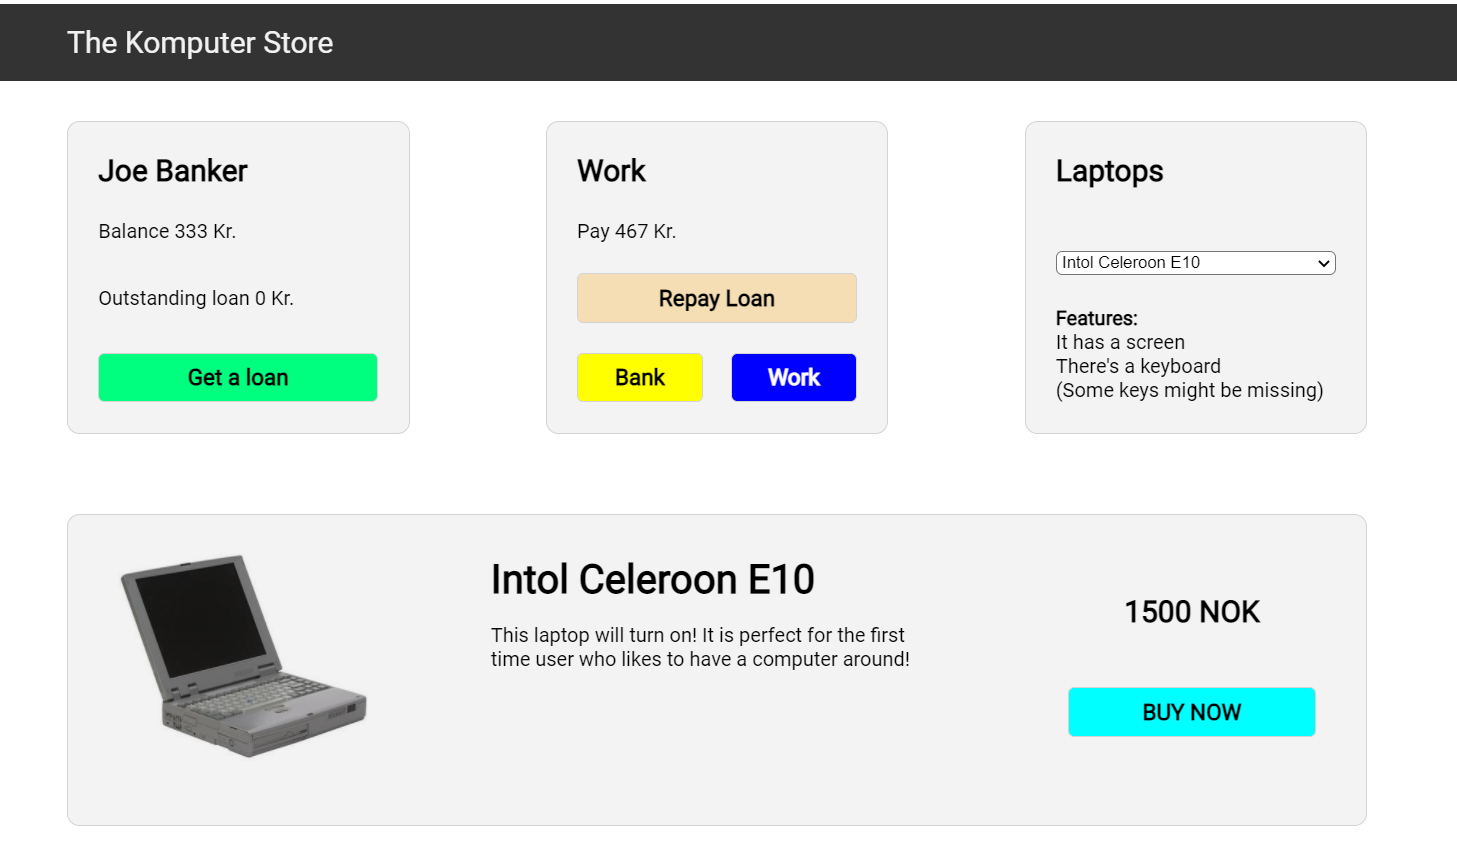 The Komputer Store
Joe Banker
Balance 333 Kr.
Outstanding loan 0 Kr.
Get a loan
Work
Pay 467 Kr.
Repay Loan
Bank
Work
Laptops
Intol Celeroon E10
Features:
It has a screen
There's a keyboard
(Some keys might be missing)
Intol Celeroon E10
This laptop will turn on! It is perfect for the first
time user who likes to have a computer around!
1500 NOK
BUY NOW